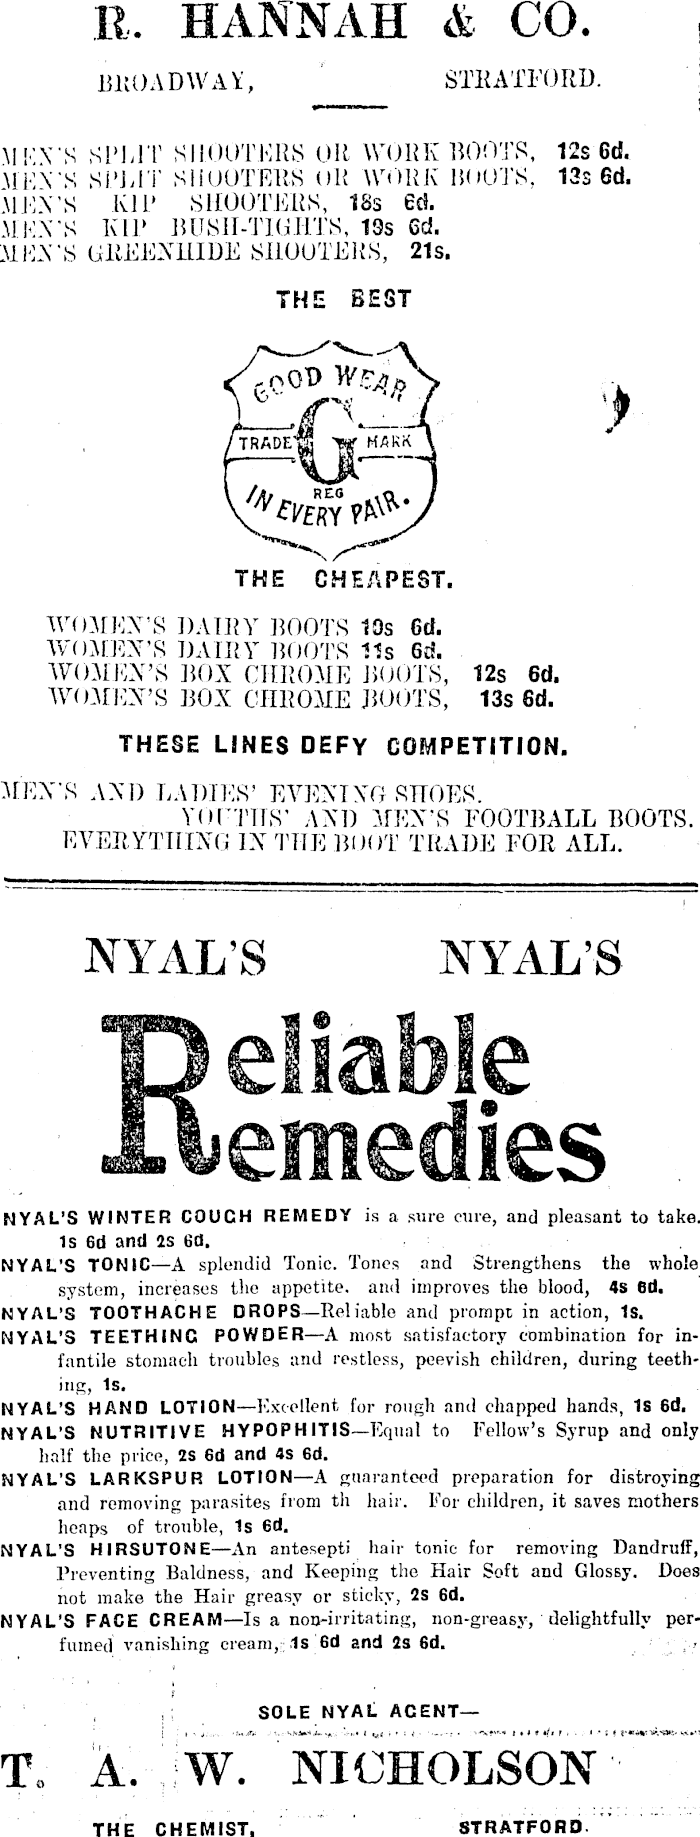 R. HANNAH & CO.
BROADWAY, STRATFORD.
MEN'S SPLIT SHOOTERS OR WORK BOOTS, 12s 6d.
MEN'S SPLIT SHOOTERS OR WORK BOOTS, 13s 6d.
MEN'S KIP SHOOTERS, 18s 6d.
MEN'S KIP BUSH-TIGHTS, 19s 6d.
MEN'S GREENHIDE SHOOTERS, 21s.
THE BEST
GOOD WEAR
TRADE G MARK
REG
IN EVERY PAIR.
THE CHEAPEST.
WOMEN'S DAIRY BOOTS 10s 6d.
WOMEN'S DAIRY BOOTS 11s 6d.
WOMEN'S BOX CHROME BOOTS, 12s 6d.
WOMEN'S BOX CHROME BOOTS, 13s 6d.
THESE LINES DEFY COMPETITION.
MEN'S AND LADIES' EVENING SHOES.
YOUTHS' AND MEN'S FOOTBALL BOOTS.
EVERYTHING IN THE BOOT TRADE FOR ALL.
NYAL'S NYAL'S
Reliable
Remedies
NYAL'S WINTER COUGH REMEDY is a sure cure, and pleasant to take.
1s 6d and 2s 6d.
NYAL'S TONIC—A splendid Tonic. Tones and Strengthens the whole
system, increases the appetite. and improves the blood, 4s 6d.
NYAL'S TOOTHACHE DROPS—Reliable and prompt in action, 1s.
NYAL'S TEETHING POWDER—A most satisfactory combination for in-
fantile stomach troubles and restless, peevish children, during teeth-
ing, 1s.
NYAL'S HAND LOTION—Excellent for rough and chapped hands, 1s 6d.
NYAL'S NUTRITIVE HYPOPHITIS—Equal to Fellow's Syrup and only
half the price, 2s 6d and 4s 6d.
NYAL'S LARKSPUR LOTION—A guaranteed preparation for distroying
and removing parasites from th hair. For children, it saves mothers
heaps of trouble, 1s 6d.
NYAL'S HIRSUTONE—An antesepti hair tonic for removing Dandruff,
Preventing Baldness, and Keeping the Hair Soft and Glossy. Does
not make the Hair greasy or sticky, 2s 6d.
NYAL'S FACE CREAM—Is a non-irritating, non-greasy, delightfully per-
fumed vanishing cream, 1s 6d and 2s 6d.
SOLE NYAL AGENT—
T. A. W. NICHOLSON
THE CHEMIST, STRATFORD.